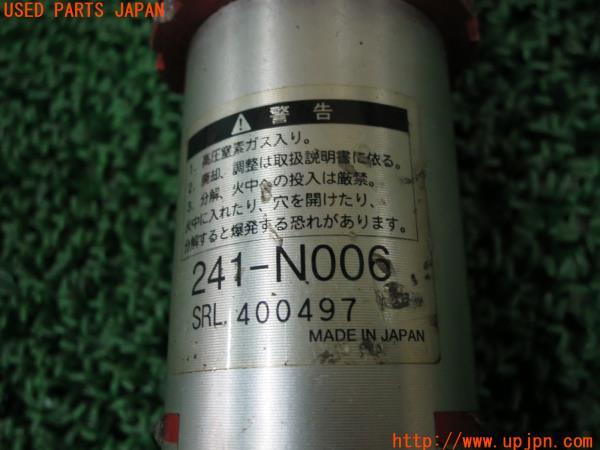 USED PARTS JAPAN
警告
1. 高圧窒素ガス入り。
2. 廃却、調整は取扱説明書に依る。
3. 分解、火中への投入は厳禁。
火中に入れたり、穴を開けたり、
分解すると爆発する恐れがあります。
241-N006
SRL. 400497
MADE IN JAPAN
http://www.upjpn.com/